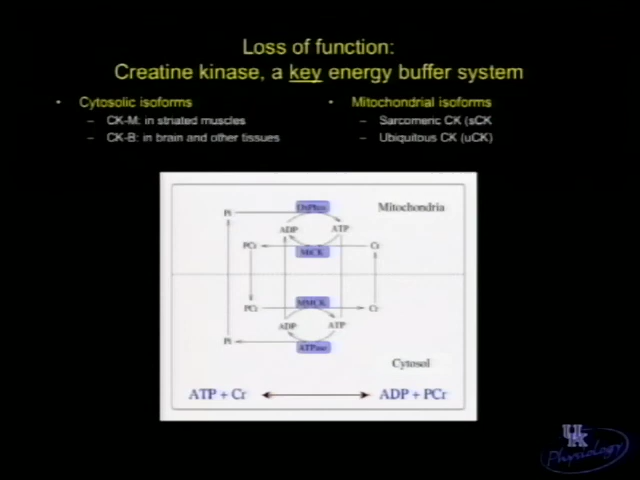 Loss of function:
Creatine kinase, a key energy buffer system
• Cytosolic isoforms
– CK-M: in striated muscles
– CK-B: in brain and other tissues
• Mitochondrial isoforms
– Sarcomeric CK (sCK
– Ubiquitous CK (uCK)
OxPhos
Mitochondria
Pi
ADP
ATP
PCr
Cr
MiCK
MMCK
PCr
Cr
ADP
ATP
Pi
ATPase
Cytosol
ATP + Cr
ADP + PCr
UK
Physiology